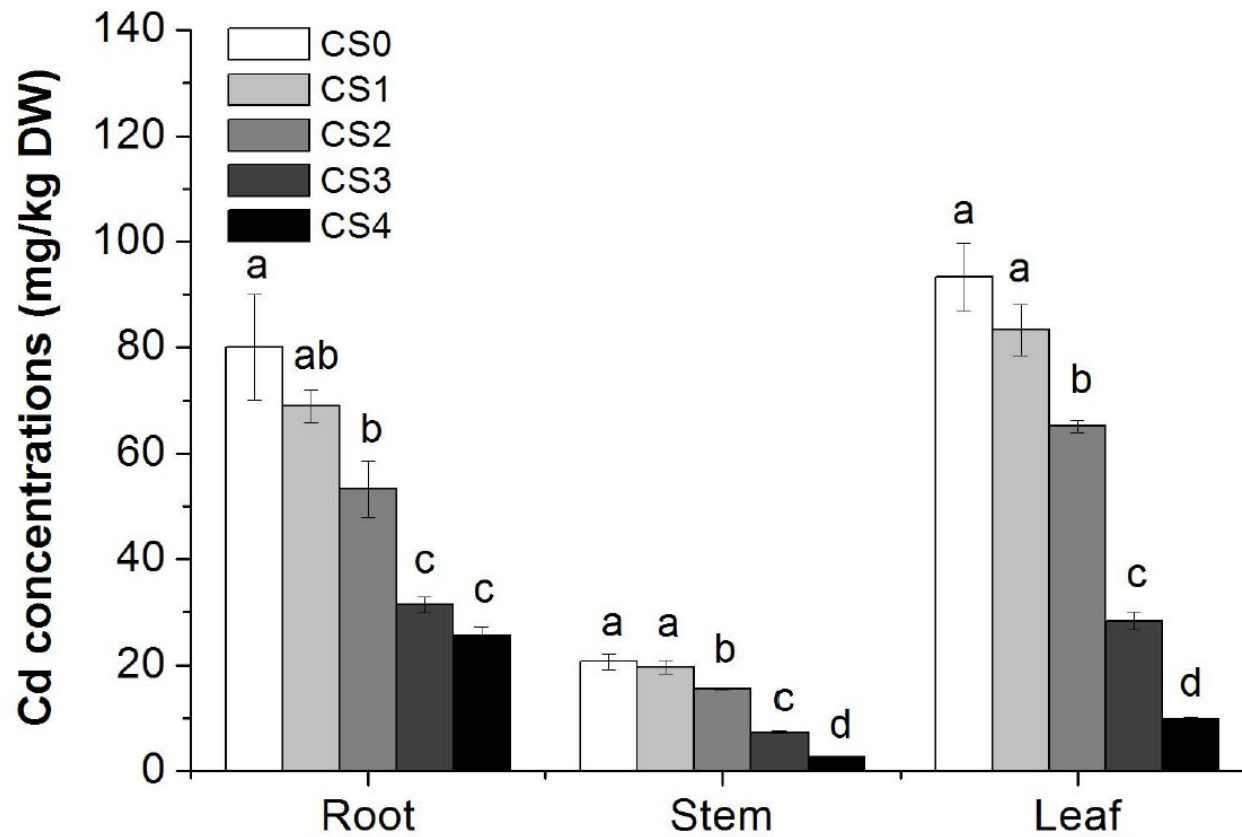 Cd concentrations (mg/kg DW)
140
120
100
80
60
40
20
0
CS0
CS1
CS2
CS3
CS4
a
ab
b
c
c
a
a
b
c
d
a
a
b
c
d
Root
Stem
Leaf